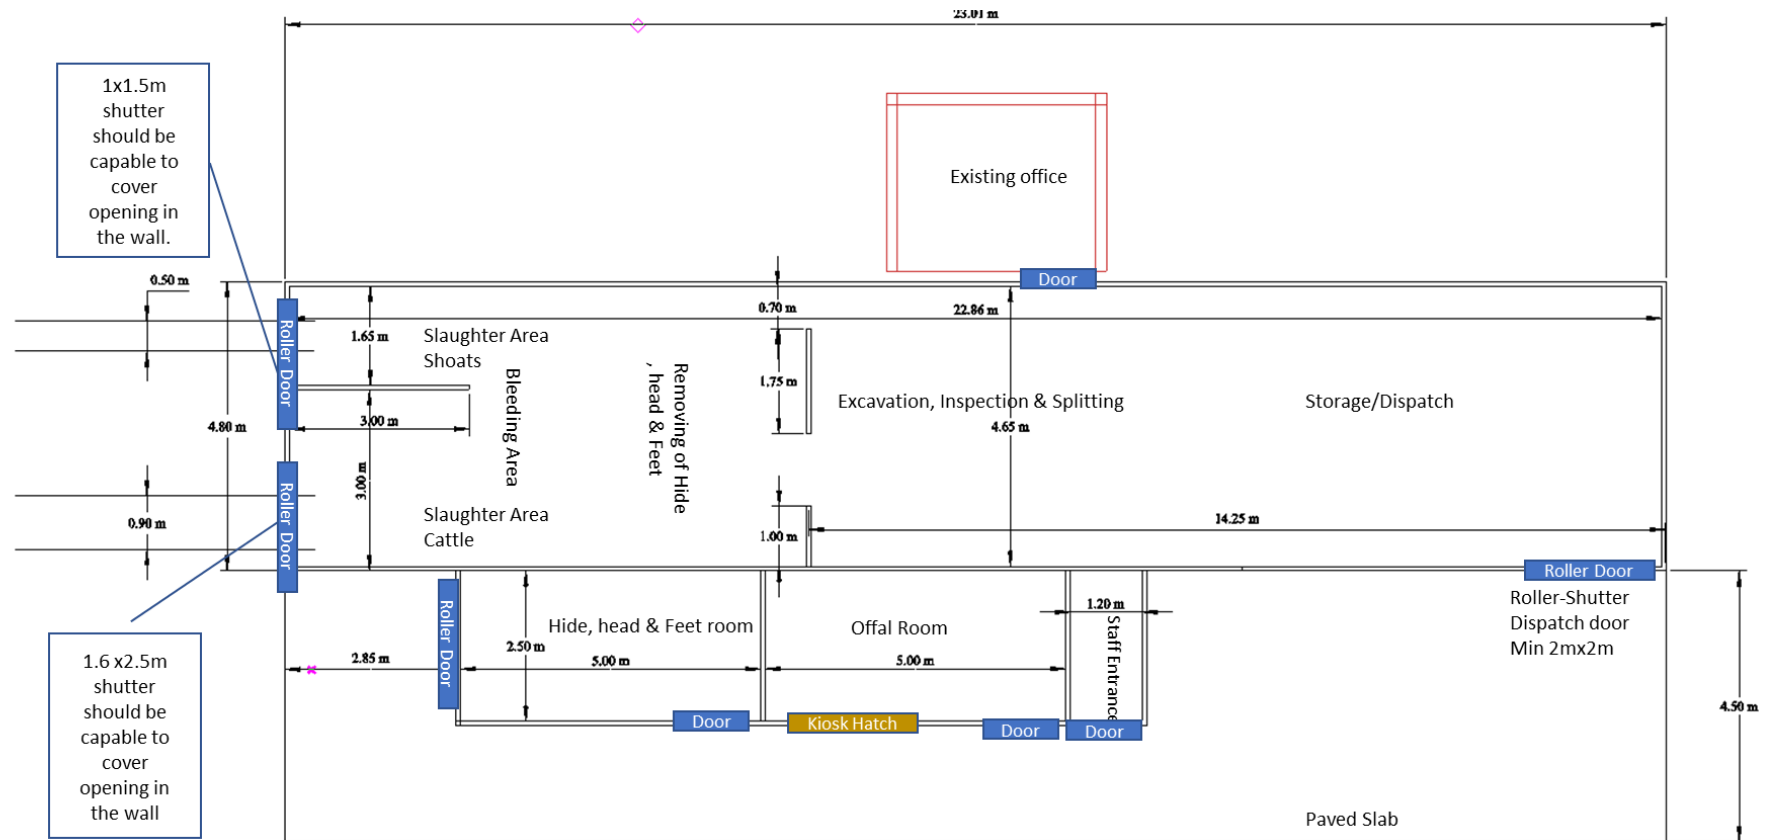 23.01 m
1x1.5m
shutter
should be
capable to
cover
opening in
the wall.
Existing office
Door
0.50 m
0.70 m
22.86 m
Roller Door
1.65 m
Slaughter Area
Shoats
Bleeding Area
Removing of Hide
, head & Feet
1.75 m
Excavation, Inspection & Splitting
Storage/Dispatch
4.80 m
3.00 m
4.65 m
3.00 m
Roller Door
0.90 m
Slaughter Area
Cattle
1.00 m
14.25 m
Roller Door
Roller-Shutter
Dispatch door
Min 2mx2m
Roller Door
2.50 m
Hide, head & Feet room
Offal Room
1.20 m
Staff Entrance
2.85 m
5.00 m
5.00 m
1.6 x2.5m
shutter
should be
capable to
cover
opening in
the wall
Door
Kiosk Hatch
Door
Door
4.50 m
Paved Slab